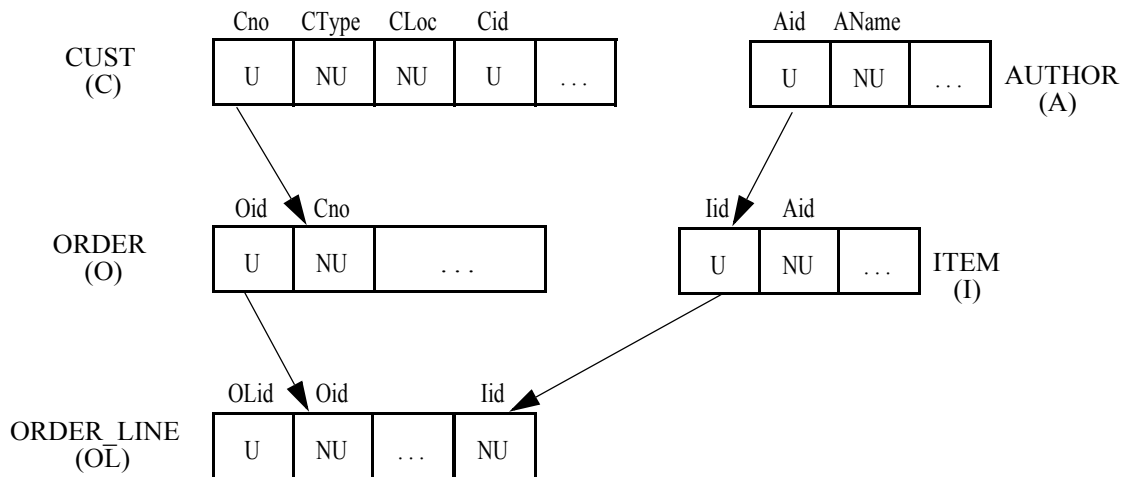 Cno CType CLoc Cid
CUST
(C)
U NU NU U . . .
Aid AName
U NU . . .
AUTHOR
(A)
Oid Cno
ORDER
(O)
U NU . . .
Iid Aid
U NU . . .
ITEM
(I)
OLid Oid Iid
ORDER_LINE
(OL)
U NU . . . NU